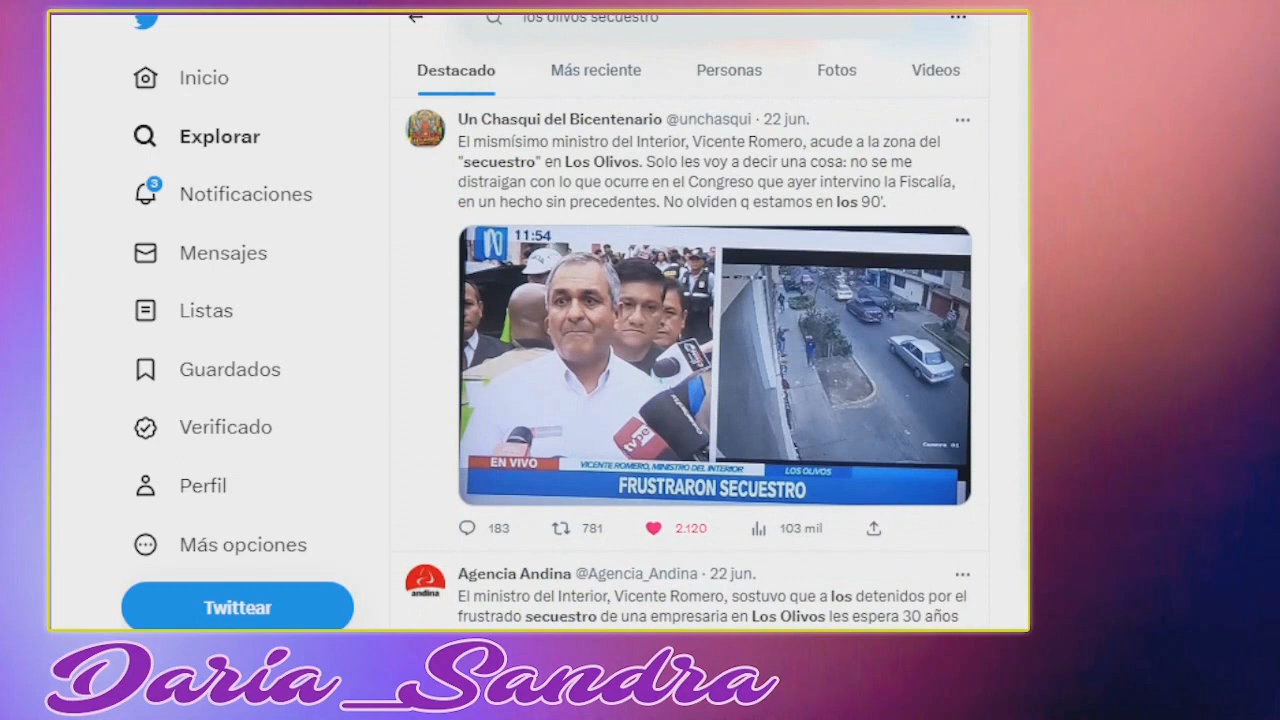 los olivos secuestro
Destacado
Más reciente
Personas
Fotos
Videos
Inicio
Explorar
3
Notificaciones
Mensajes
Listas
Guardados
Verificado
Perfil
Más opciones
Twittear
Un Chasqui del Bicentenario @unchasqui · 22 jun.
El mismísimo ministro del Interior, Vicente Romero, acude a la zona del
"secuestro" en Los Olivos. Solo les voy a decir una cosa: no se me
distraigan con lo que ocurre en el Congreso que ayer intervino la Fiscalía,
en un hecho sin precedentes. No olviden q estamos en los 90'.
N 11:54
tvpe
Camera 01
EN VIVO
VICENTE ROMERO, MINISTRO DEL INTERIOR
LOS OLIVOS
FRUSTRARON SECUESTRO
183
781
2.120
103 mil
andina
Agencia Andina @Agencia_Andina · 22 jun.
El ministro del Interior, Vicente Romero, sostuvo que a los detenidos por el
frustrado secuestro de una empresaria en Los Olivos les espera 30 años
Daria_Sandra